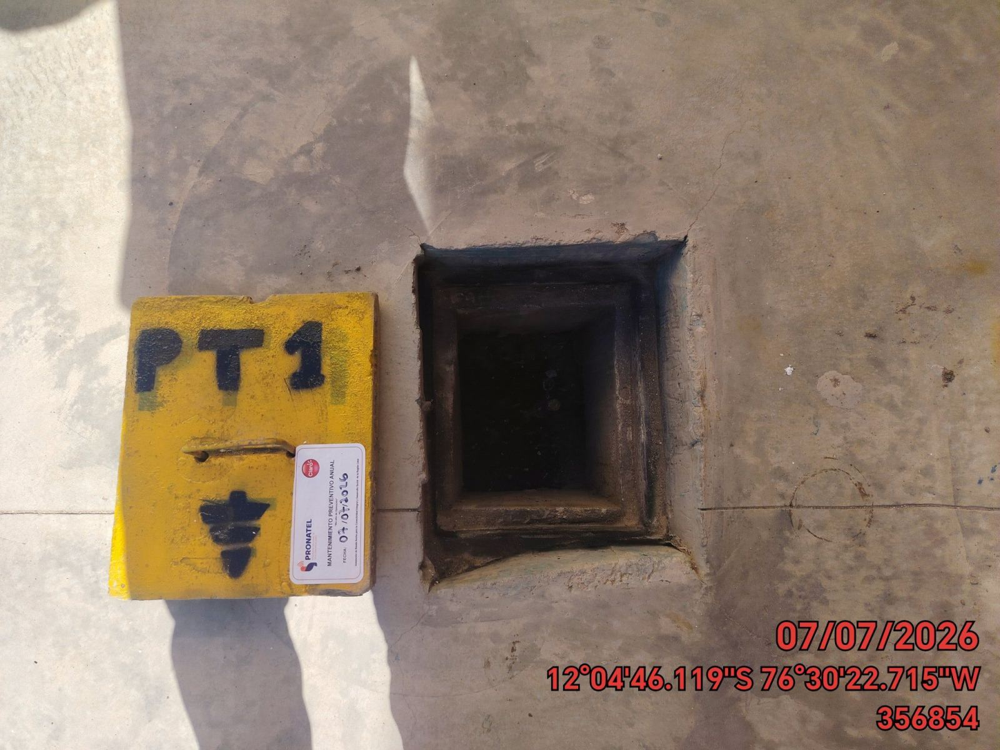 PT1
Claro
PRONATEL
MANTENIMIENTO PREVENTIVO ANUAL
FECHA: 07/07/2026
07/07/2026
12°04'46.119"S 76°30'22.715"W
356854